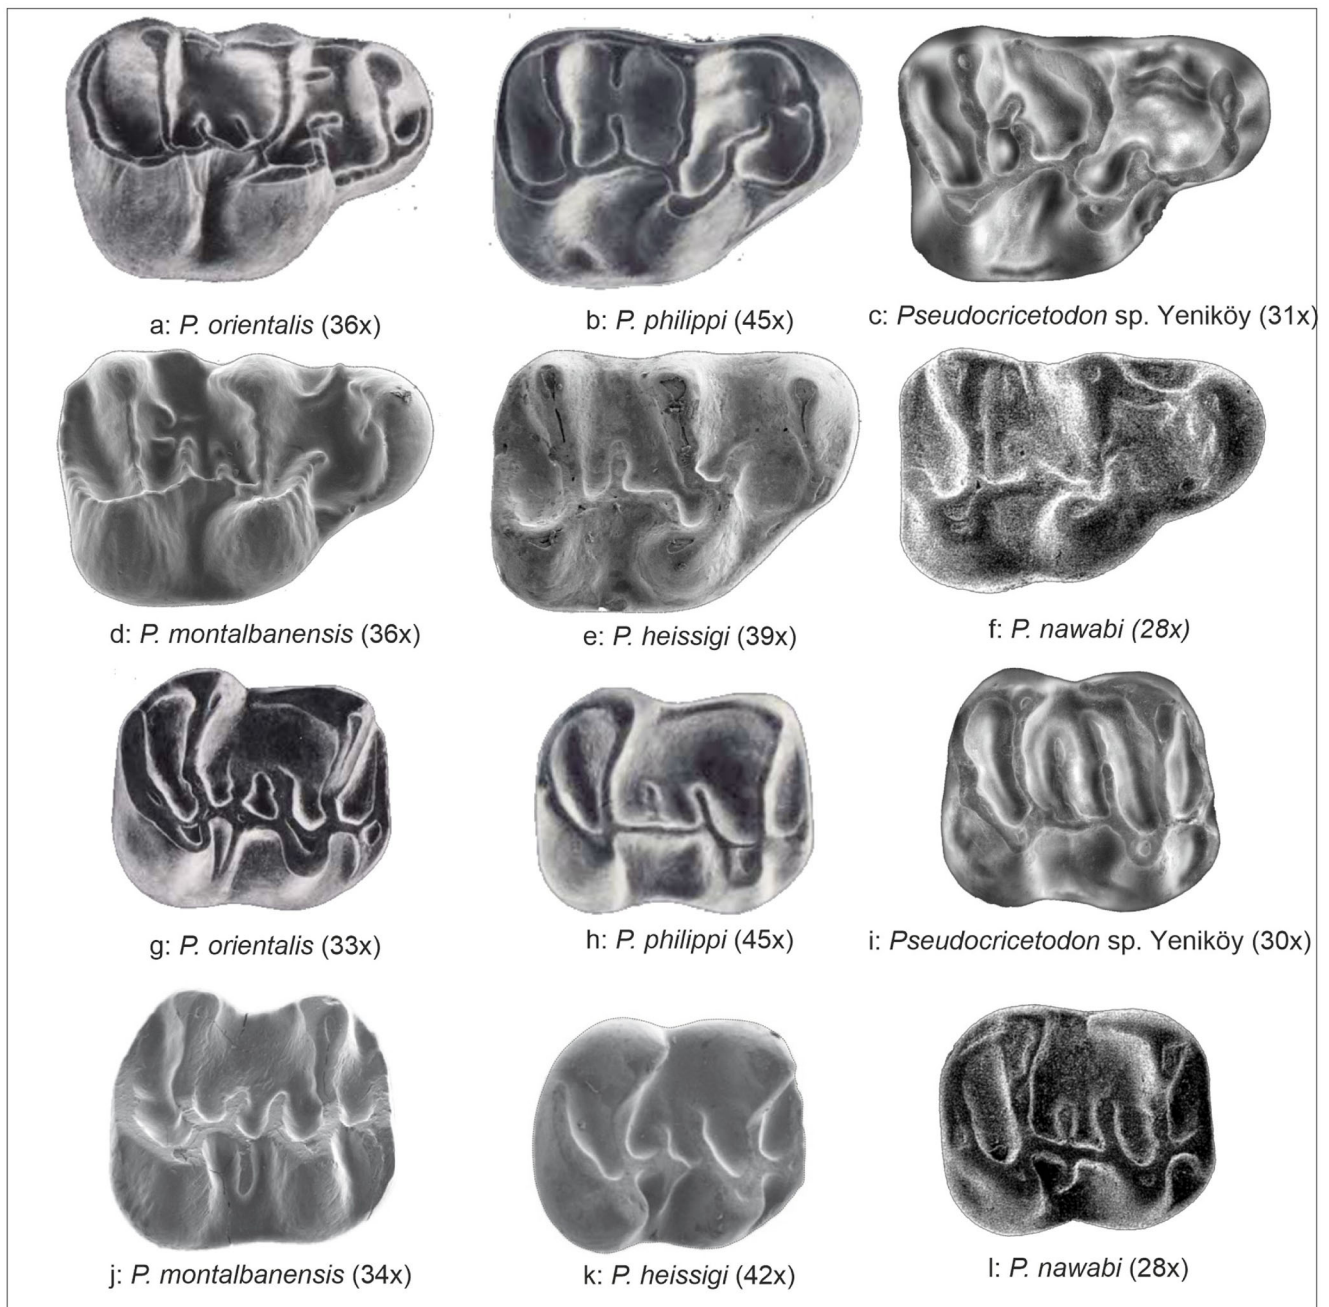 a: P. orientalis (36x)
b: P. philippi (45x)
c: Pseudocricetodon sp. Yeniköy (31x)
d: P. montalbanensis (36x)
e: P. heissigi (39x)
f: P. nawabi (28x)
g: P. orientalis (33x)
h: P. philippi (45x)
i: Pseudocricetodon sp. Yeniköy (30x)
j: P. montalbanensis (34x)
k: P. heissigi (42x)
l: P. nawabi (28x)